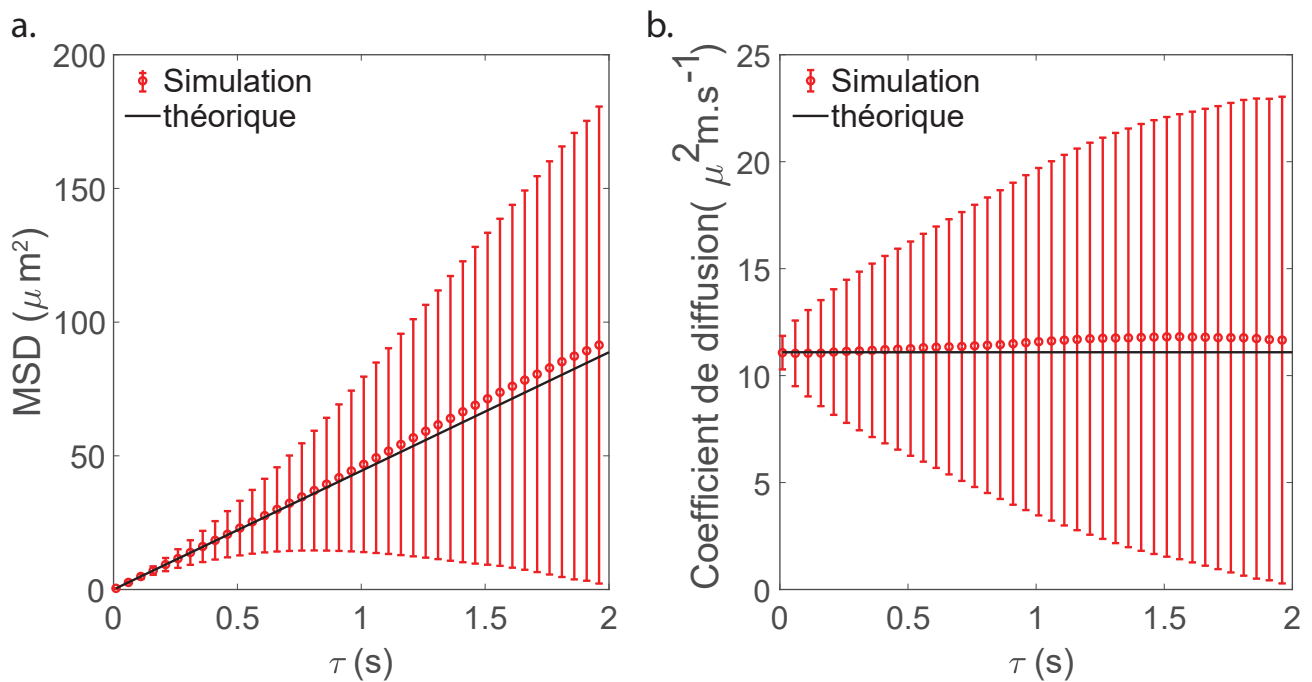 a.
MSD (μ m²)
200
150
100
50
0
Simulation
théorique
0 0.5 1 1.5 2
τ (s)
b.
Coefficient de diffusion( μ²m.s⁻¹)
25
20
15
10
5
0
Simulation
théorique
0 0.5 1 1.5 2
τ (s)